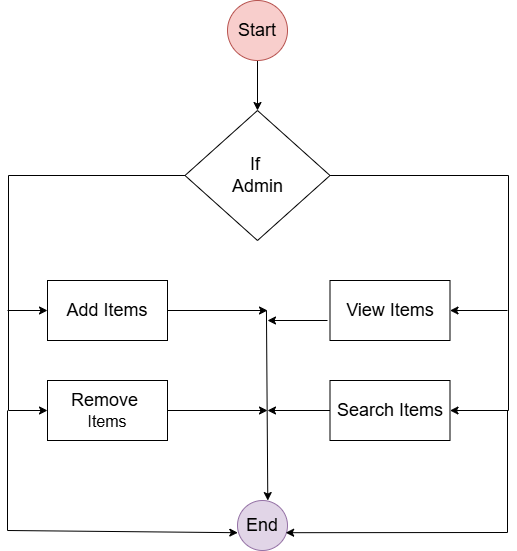 Start
If
Admin
Add Items
View Items
Remove
Items
Search Items
End